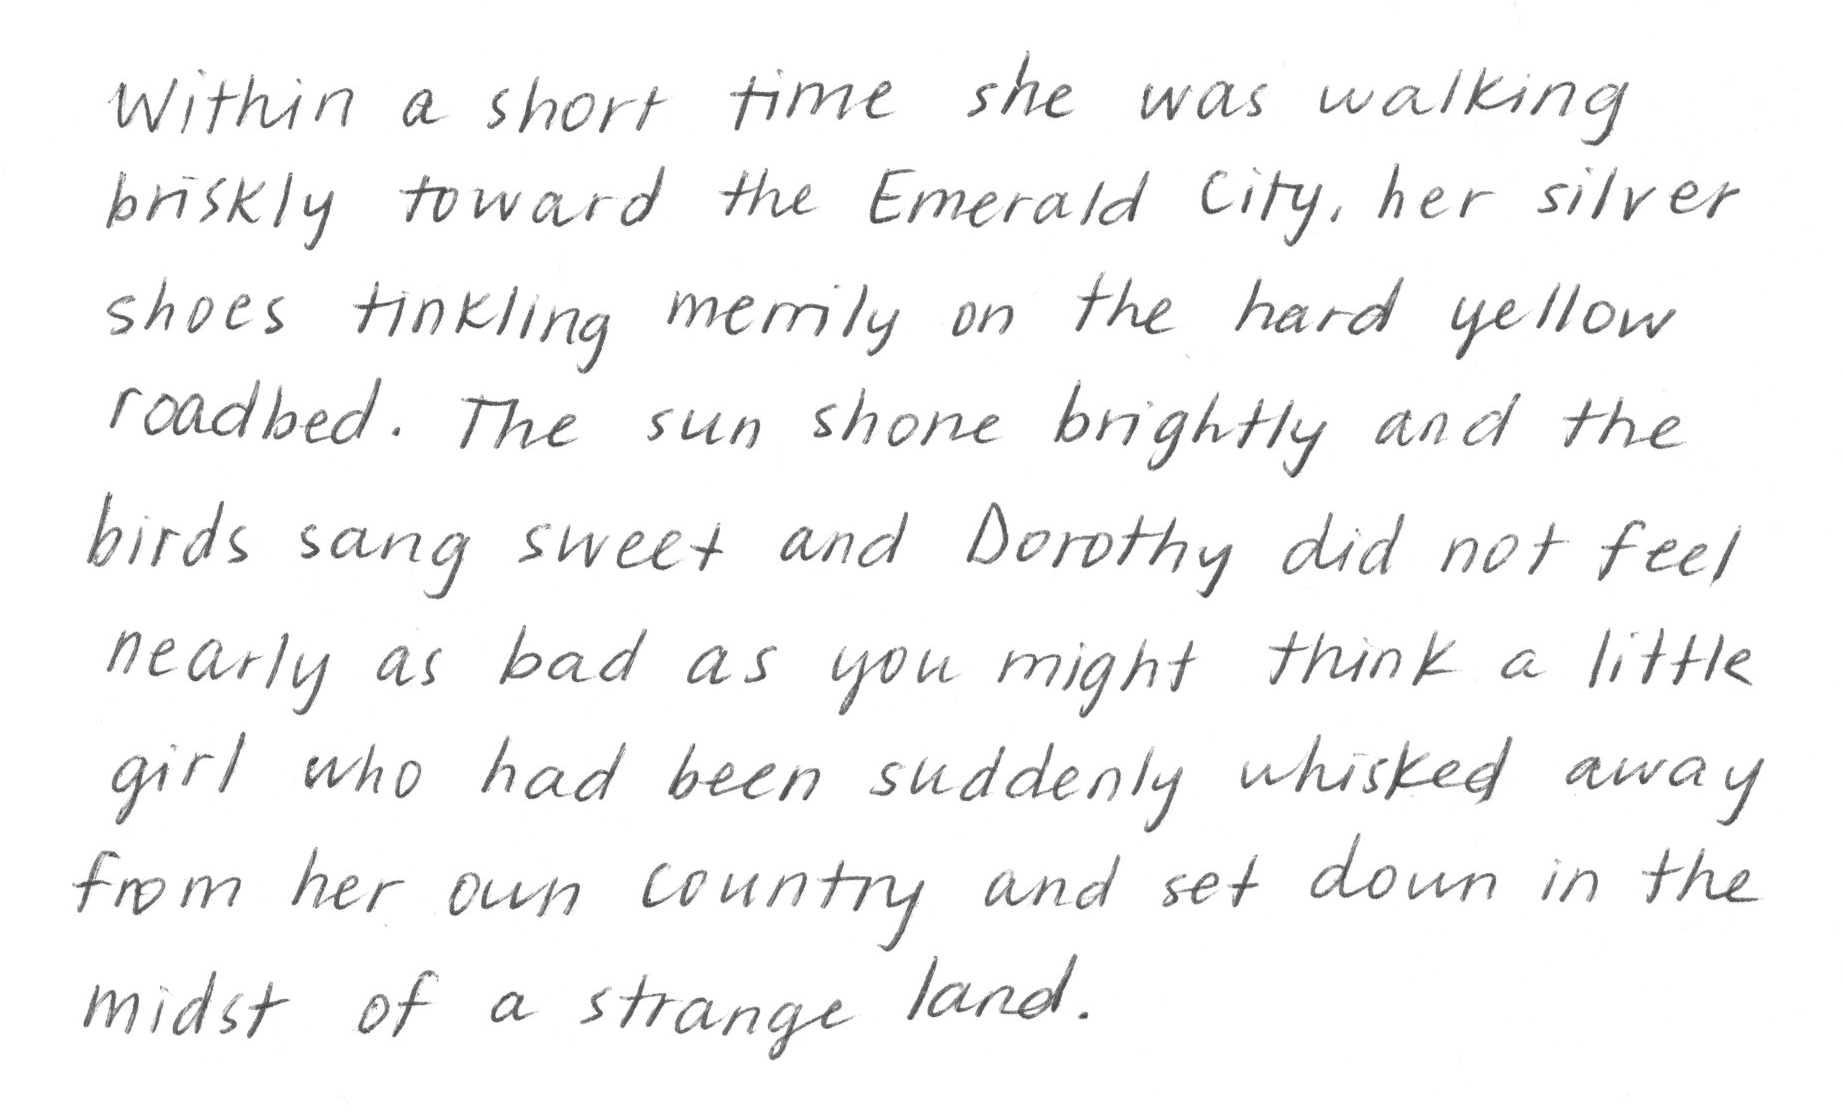 Within a short time she was walking
briskly toward the Emerald City, her silver
shoes tinkling merrily on the hard yellow
roadbed. The sun shone brightly and the
birds sang sweet and Dorothy did not feel
nearly as bad as you might think a little
girl who had been suddenly whisked away
from her own country and set down in the
midst of a strange land.